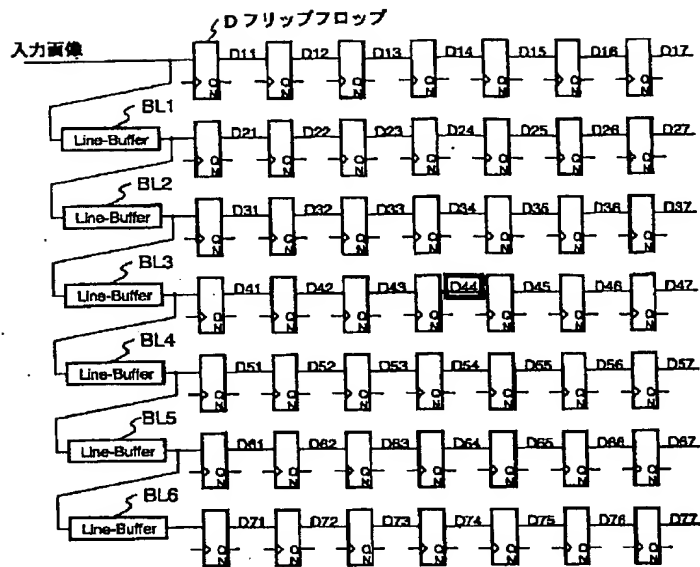 Dフリップフロップ
入力画像
D11 D12 D13 D14 D15 D16 D17
BL1
Line-Buffer
D21 D22 D23 D24 D25 D26 D27
BL2
Line-Buffer
D31 D32 D33 D34 D35 D36 D37
BL3
Line-Buffer
D41 D42 D43 D44 D45 D46 D47
BL4
Line-Buffer
D51 D52 D53 D54 D55 D56 D57
BL5
Line-Buffer
D61 D62 D63 D64 D65 D66 D67
BL6
Line-Buffer
D71 D72 D73 D74 D75 D76 D77